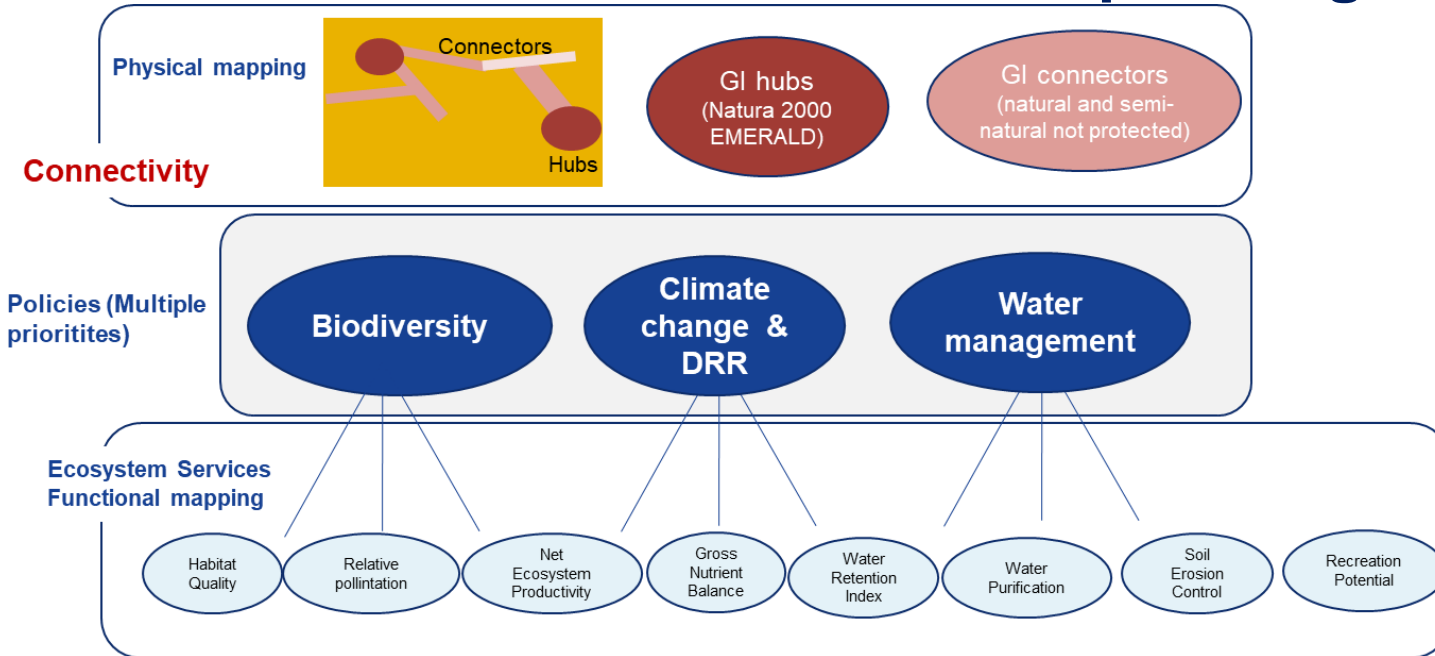 Physical mapping
Connectors
Hubs
GI hubs
(Natura 2000
EMERALD)
GI connectors
(natural and semi-
natural not protected)
Connectivity
Policies (Multiple
prioritites)
Biodiversity
Climate
change &
DRR
Water
management
Ecosystem Services
Functional mapping
Habitat
Quality
Relative
pollintation
Net
Ecosystem
Productivity
Gross
Nutrient
Balance
Water
Retention
Index
Water
Purification
Soil
Erosion
Control
Recreation
Potential